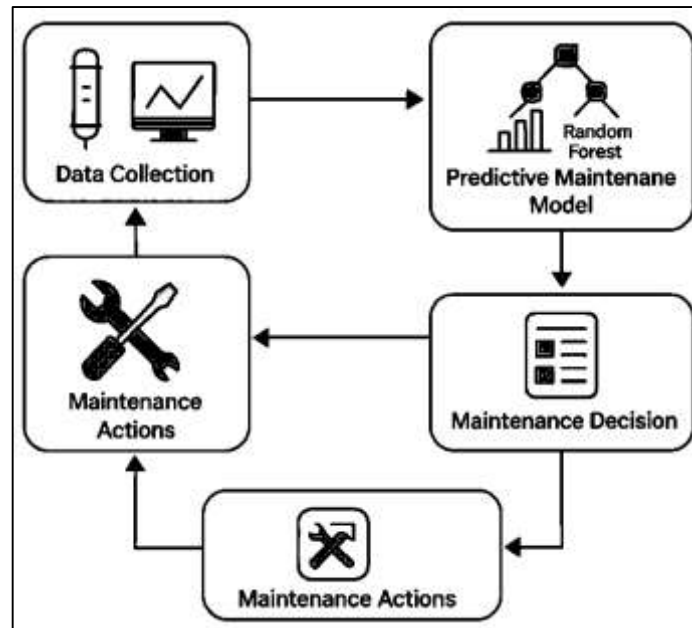 Data Collection
Random
Forest
Predictive Maintenane
Model
Maintenance
Actions
Maintenance Decision
Maintenance Actions